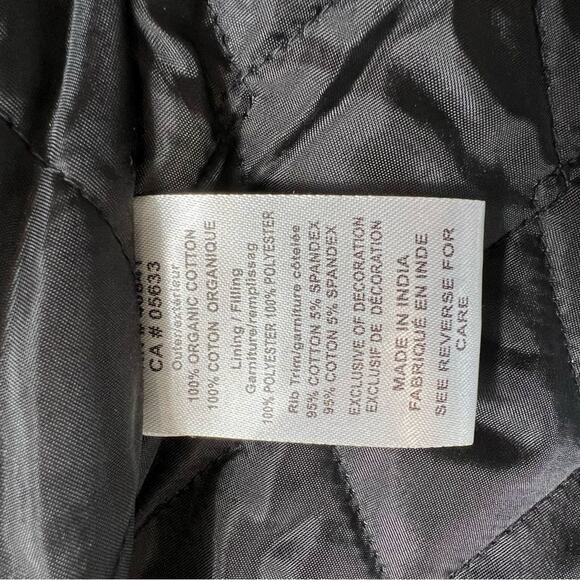 CA # 05633
Outer/extérieur
100% ORGANIC COTTON
100% COTON ORGANIQUE
Lining / Filling
Garniture/remplissag
100% POLYESTER 100% POLYESTER
Rib Trim/garniture côtelée
95% COTTON 5% SPANDEX
95% COTON 5% SPANDEX
EXCLUSIVE OF DECORATION
EXCLUSIF DE DÉCORATION
MADE IN INDIA
FABRIQUÉ EN INDE
SEE REVERSE FOR
CARE